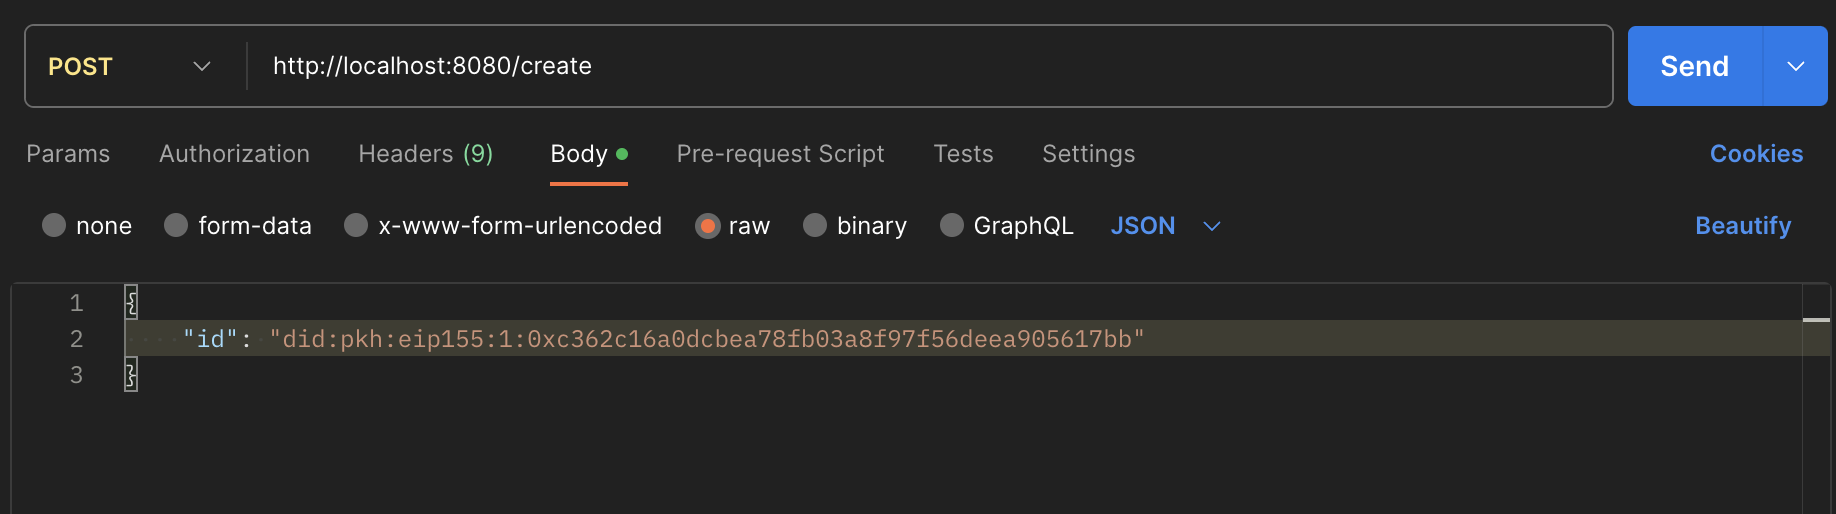 POST http://localhost:8080/create Send
Params Authorization Headers (9) Body Pre-request Script Tests Settings Cookies
none form-data x-www-form-urlencoded raw binary GraphQL JSON Beautify
1 {
2 "id": "did:pkh:eip155:1:0xc362c16a0dcbea78fb03a8f97f56deea905617bb"
3 }